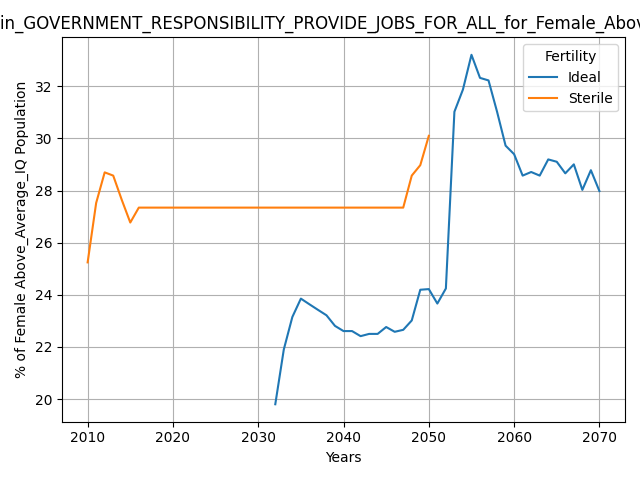 in_GOVERNMENT_RESPONSIBILITY_PROVIDE_JOBS_FOR_ALL_for_Female_Abov
Fertility
Ideal
Sterile
% of Female Above_Average_IQ Population
32
30
28
26
24
22
20
2010 2020 2030 2040 2050 2060 2070
Years